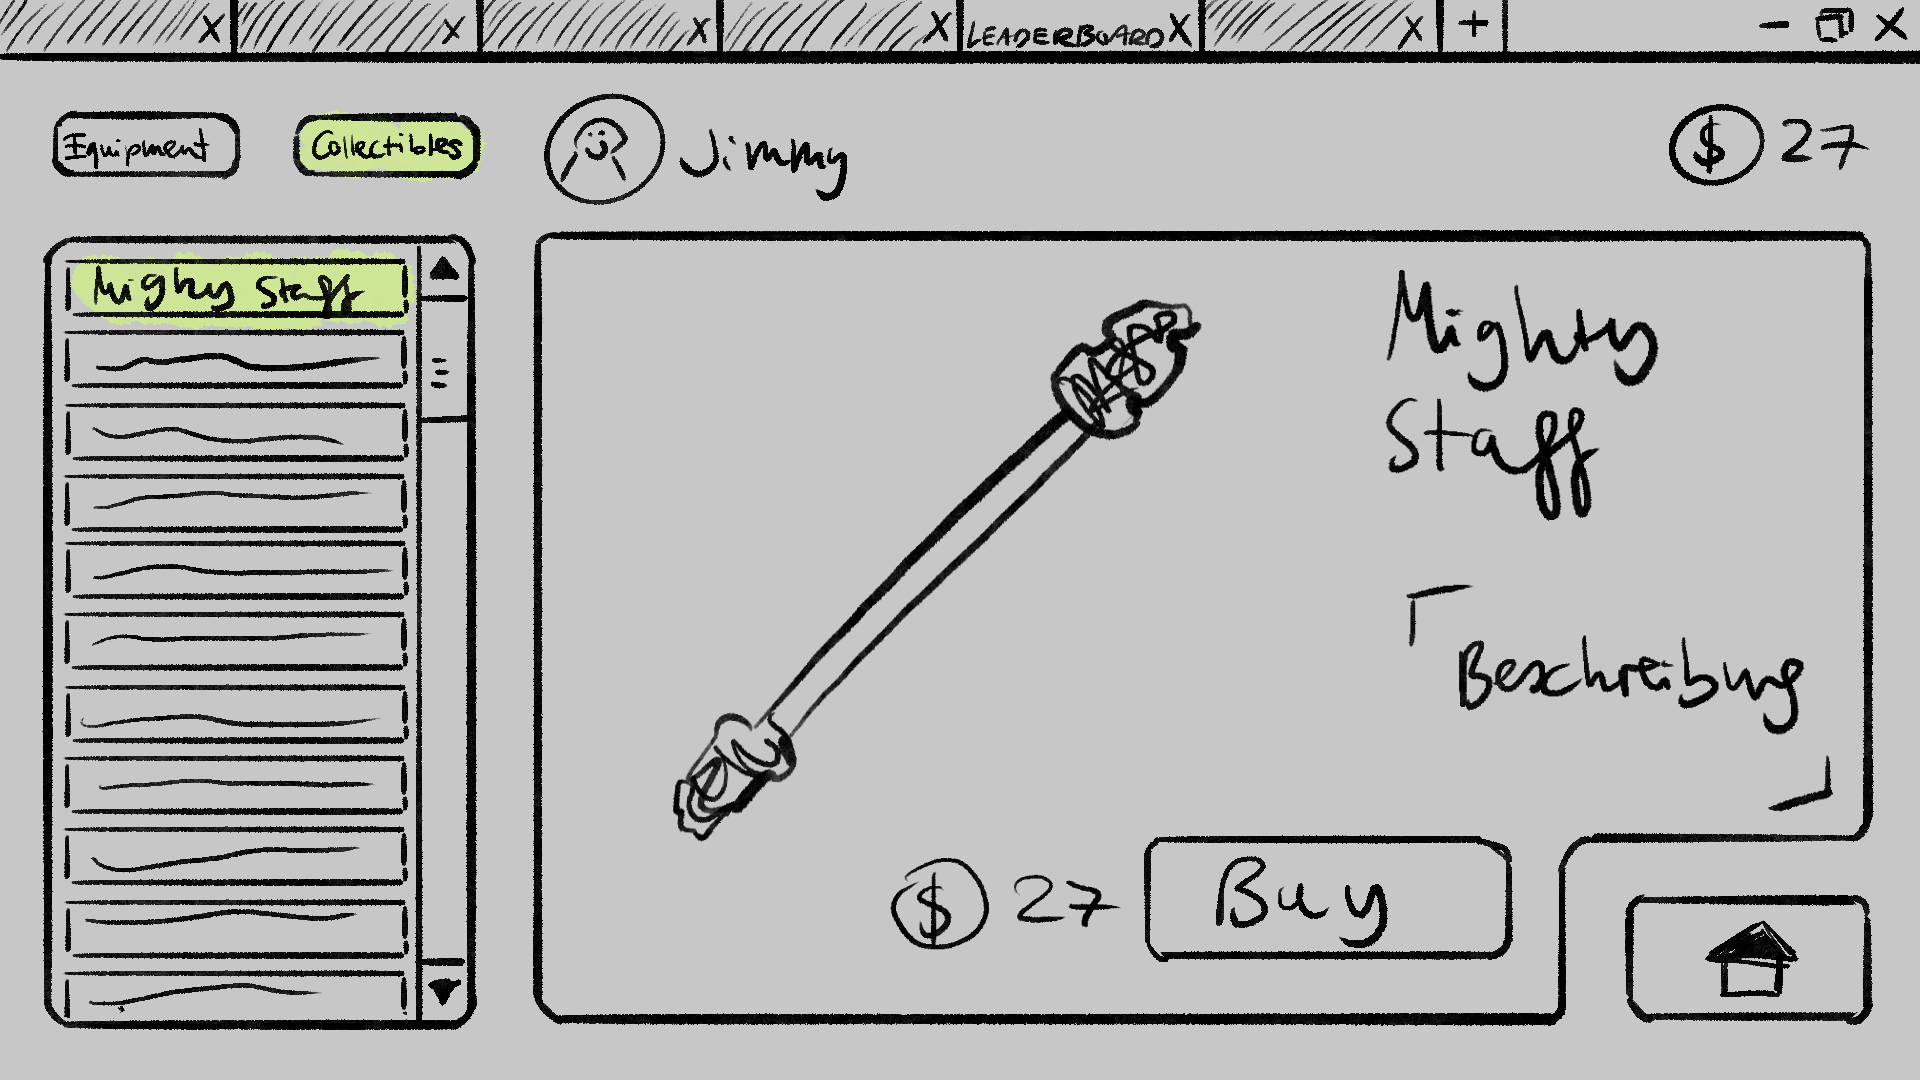 X X X X LEADERBOARD X X + - X
Equipment
Collectibles
Jimmy
$ 27
Mighty Staff
Mighty
Staff
Beschreibung
$ 27
Buy